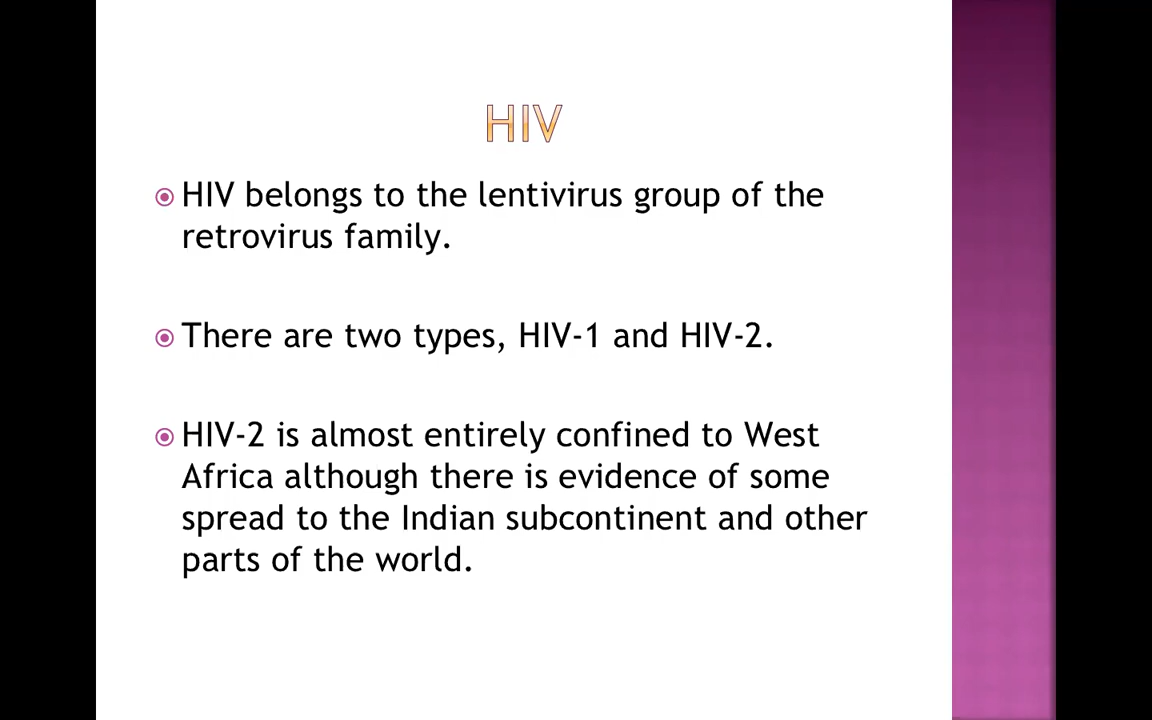 HIV
HIV belongs to the lentivirus group of the
retrovirus family.
There are two types, HIV-1 and HIV-2.
HIV-2 is almost entirely confined to West
Africa although there is evidence of some
spread to the Indian subcontinent and other
parts of the world.